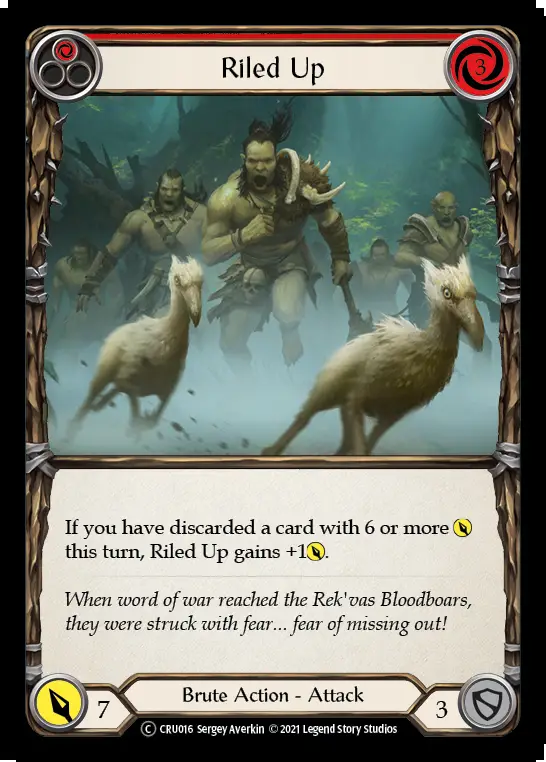 Riled Up
3
If you have discarded a card with 6 or more
this turn, Riled Up gains +1.
When word of war reached the Rek'vas Bloodboars,
they were struck with fear... fear of missing out!
7
Brute Action - Attack
3
© CRU016 Sergey Averkin © 2021 Legend Story Studios